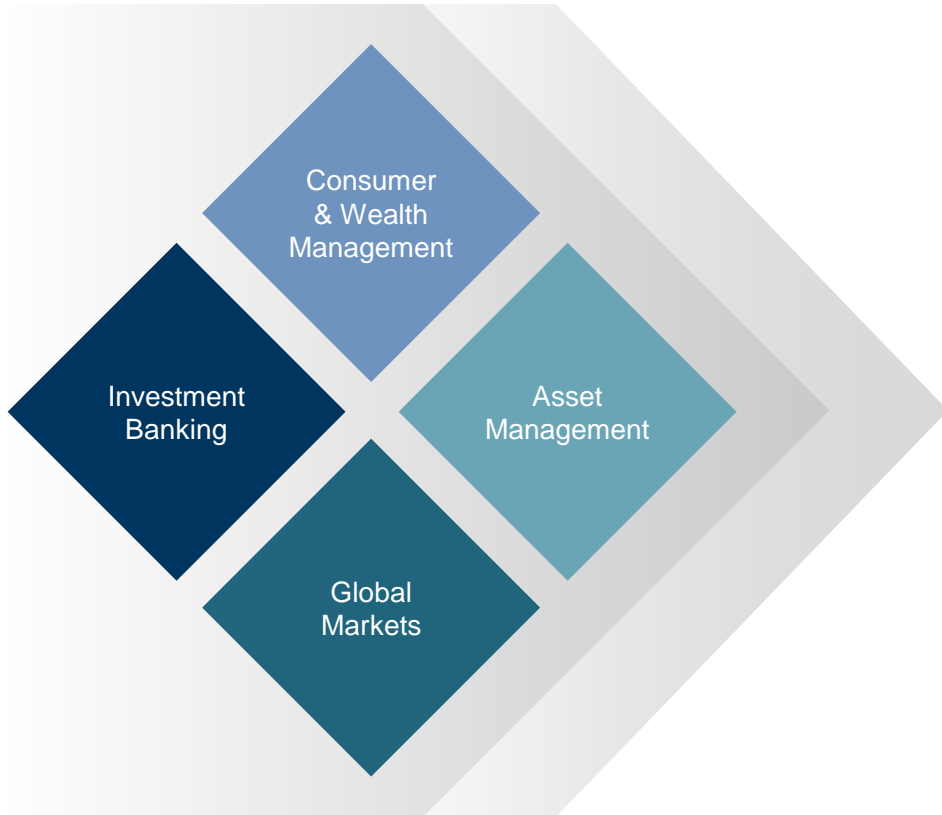 Consumer
& Wealth
Management
Investment
Banking
Asset
Management
Global
Markets